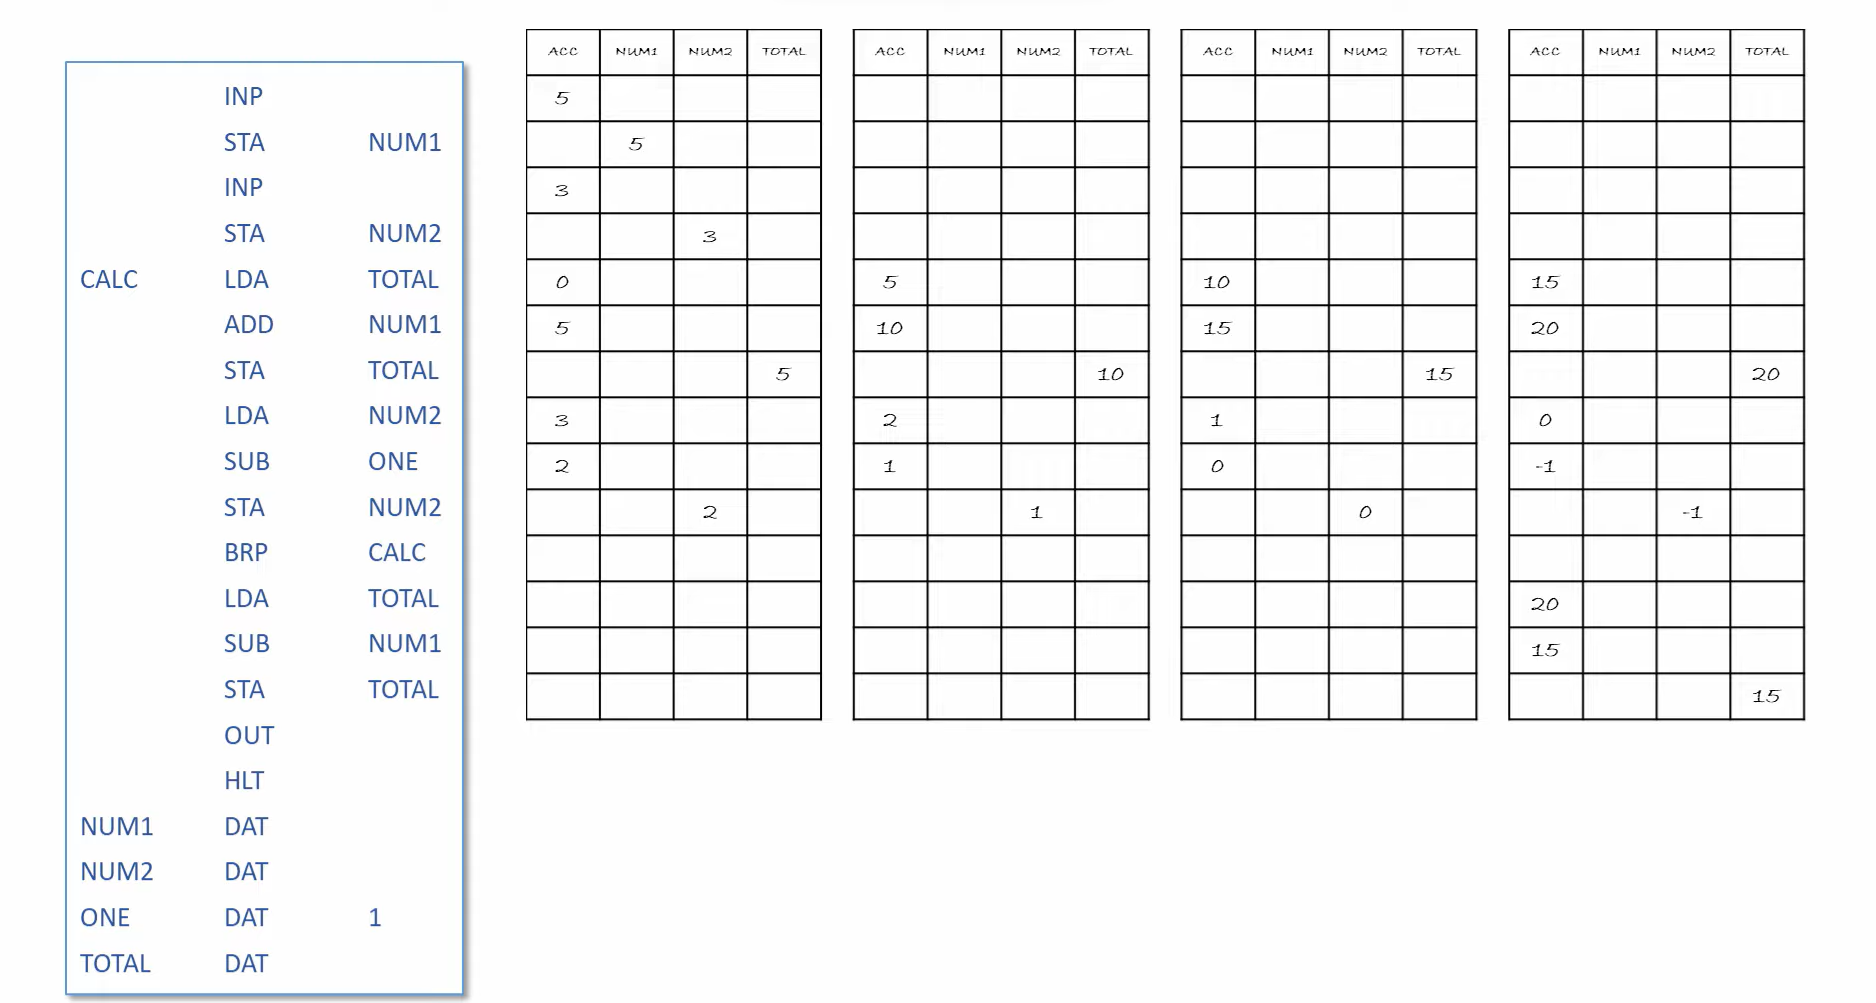 INP
STA NUM1
INP
STA NUM2
CALC LDA TOTAL
ADD NUM1
STA TOTAL
LDA NUM2
SUB ONE
STA NUM2
BRP CALC
LDA TOTAL
SUB NUM1
STA TOTAL
OUT
HLT
NUM1 DAT
NUM2 DAT
ONE DAT 1
TOTAL DAT
ACC NUM1 NUM2 TOTAL
5
5
3
3
0
5
5
3
2
2
ACC NUM1 NUM2 TOTAL
5
10
10
2
1
1
ACC NUM1 NUM2 TOTAL
10
15
15
1
0
0
ACC NUM1 NUM2 TOTAL
15
20
20
0
-1
-1
20
15
15